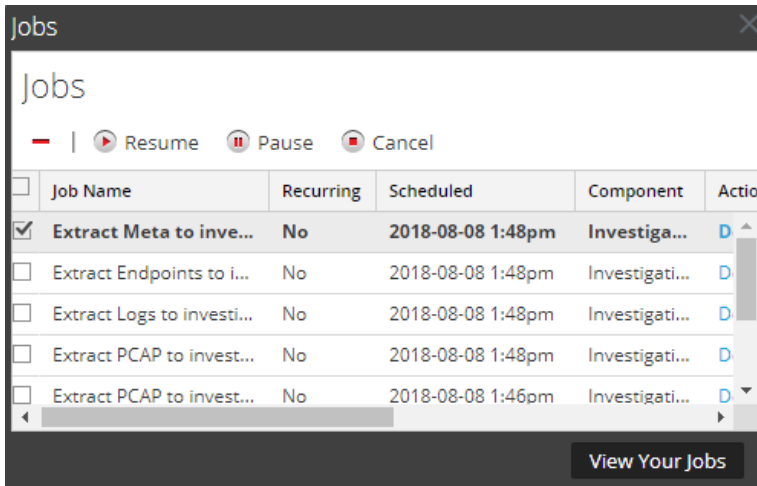 Jobs
Jobs
Resume Pause Cancel
Job Name Recurring Scheduled Component Actio
Extract Meta to inve... No 2018-08-08 1:48pm Investiga... D
Extract Endpoints to i... No 2018-08-08 1:48pm Investigati... D
Extract Logs to investi... No 2018-08-08 1:48pm Investigati... D
Extract PCAP to invest... No 2018-08-08 1:48pm Investigati... D
Extract PCAP to invest... No 2018-08-08 1:46pm Investigati... D
View Your Jobs